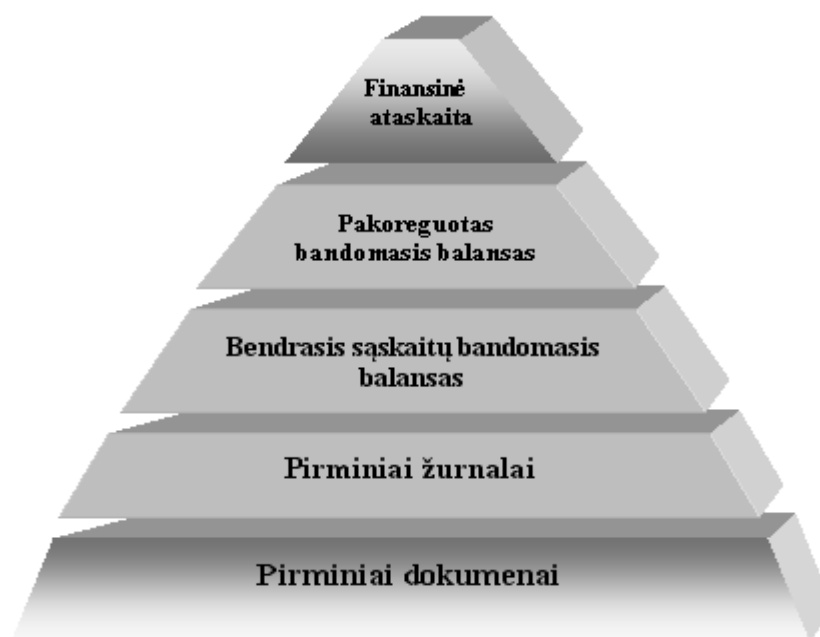 Finansinė
ataskaita
Pakoreguotas
bandomasis balansas
Bendrasis sąskaitų bandomasis
balansas
Pirminiai žurnalai
Pirminiai dokumenai